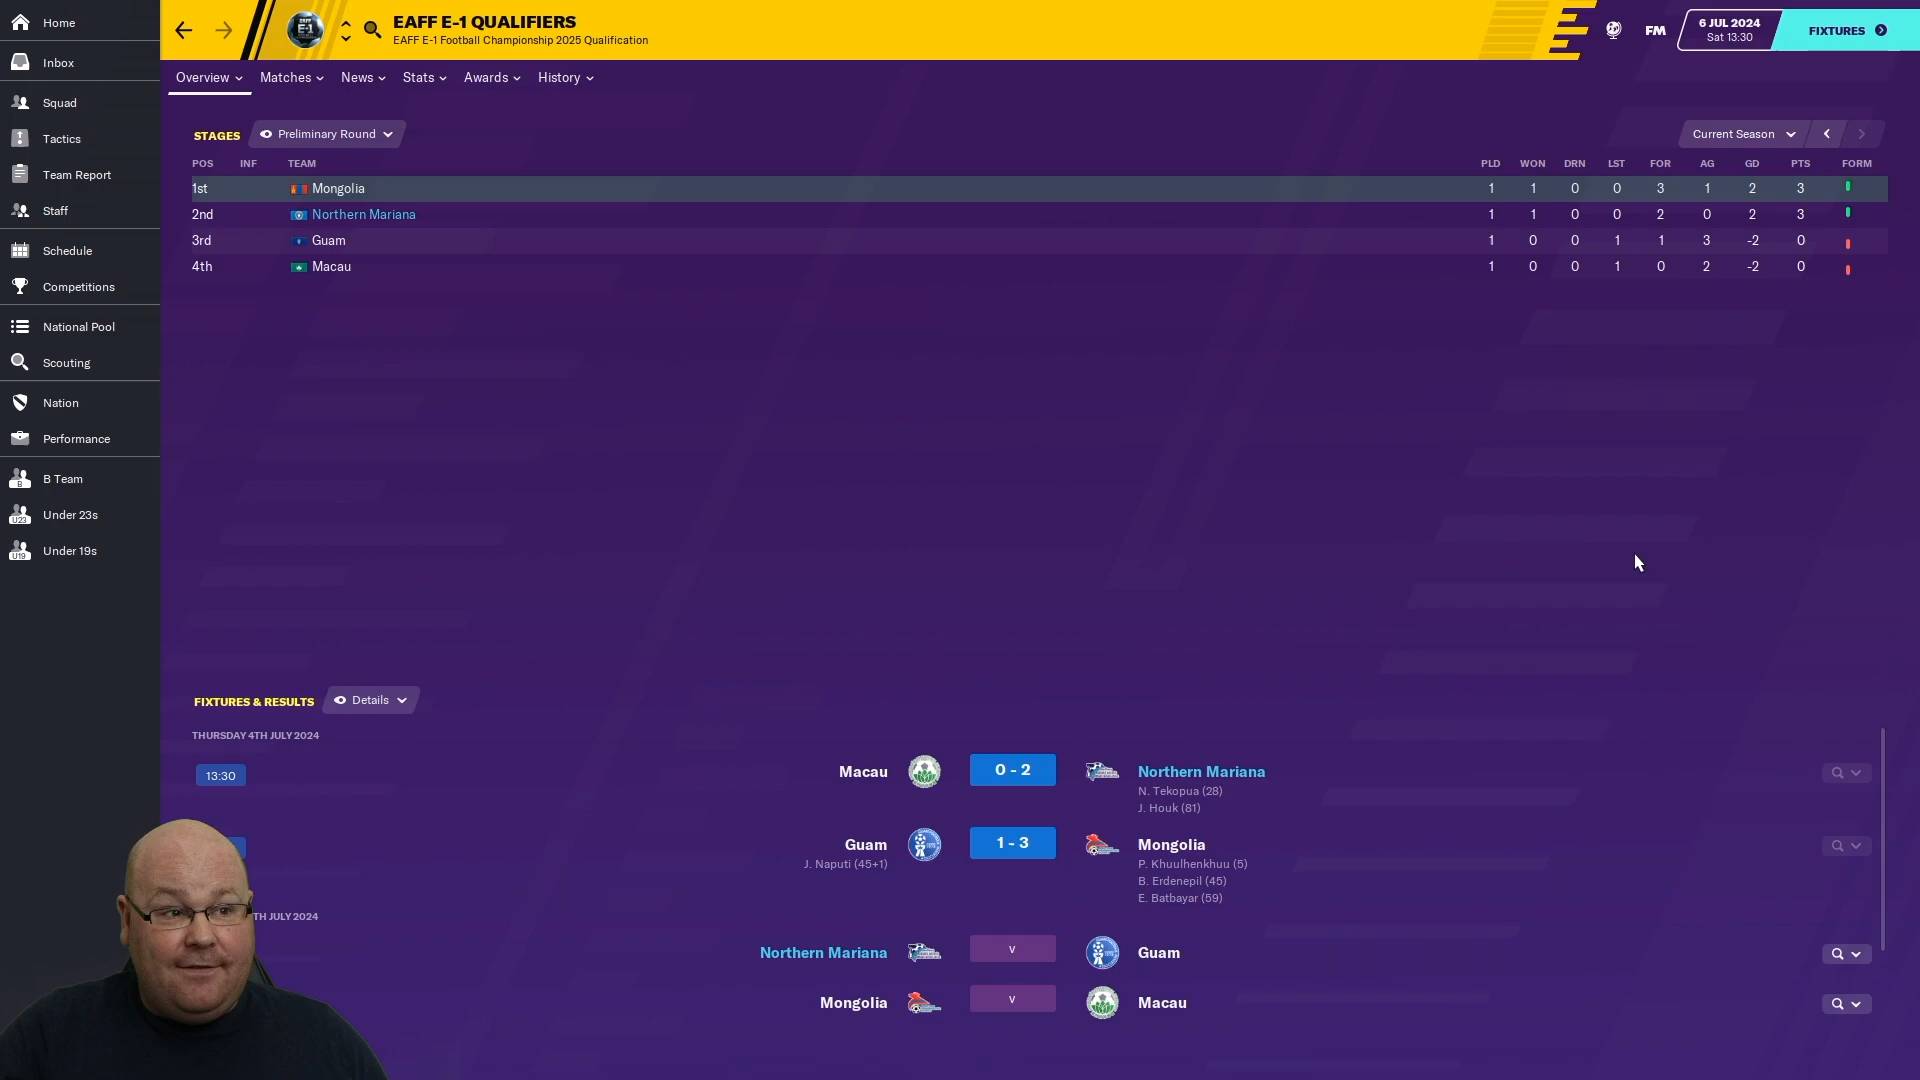 Home
Inbox
Squad
Tactics
Team Report
Staff
Schedule
Competitions
National Pool
Scouting
Nation
Performance
B Team
Under 23s
Under 19s
EAFF E-1 QUALIFIERS
EAFF E-1 Football Championship 2025 Qualification
FM
6 JUL 2024
Sat 13:30
FIXTURES
Overview Matches News Stats Awards History
STAGES Preliminary Round Current Season
POS INF TEAM PLD WON DRN LST FOR AG GD PTS FORM
1st Mongolia 1 1 0 0 3 1 2 3
2nd Northern Mariana 1 1 0 0 2 0 2 3
3rd Guam 1 0 0 1 1 3 -2 0
4th Macau 1 0 0 1 0 2 -2 0
FIXTURES & RESULTS Details
THURSDAY 4TH JULY 2024
13:30 Macau 0 - 2 Northern Mariana
N. Tekopua (28)
J. Houk (81)
Guam 1 - 3 Mongolia
J. Naputi (45+1) P. Khuulhenkhuu (5)
B. Erdenepil (45)
E. Batbayar (59)
TH JULY 2024
Northern Mariana v Guam
Mongolia v Macau